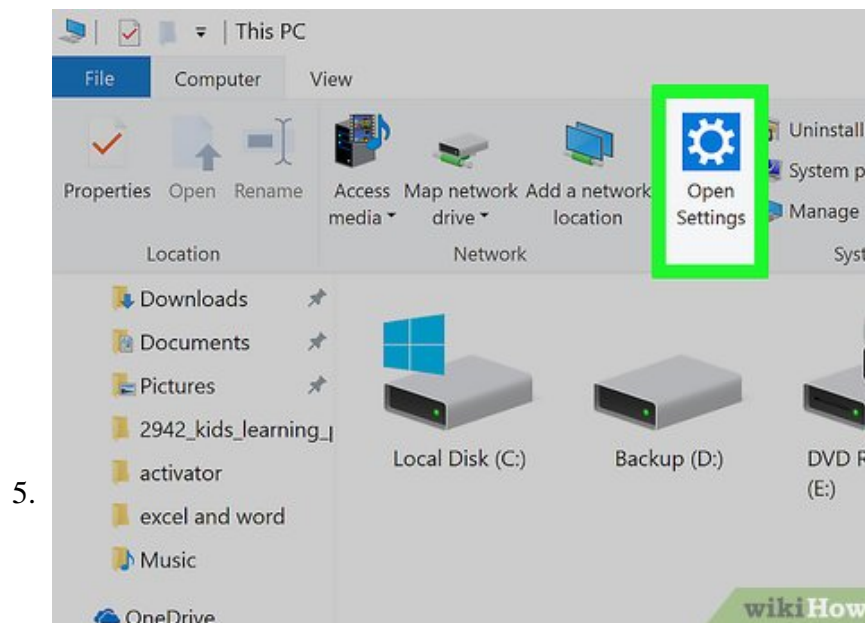 This PC
File Computer View
Properties Open Rename
Access media
Map network drive
Add a network location
Open Settings
Uninstall
System p
Manage
Location Network Syst
Downloads
Documents
Pictures
2942_kids_learning_p
activator
excel and word
Music
OneDrive
Local Disk (C:)
Backup (D:)
DVD R
(E:)
5.
wikiHow